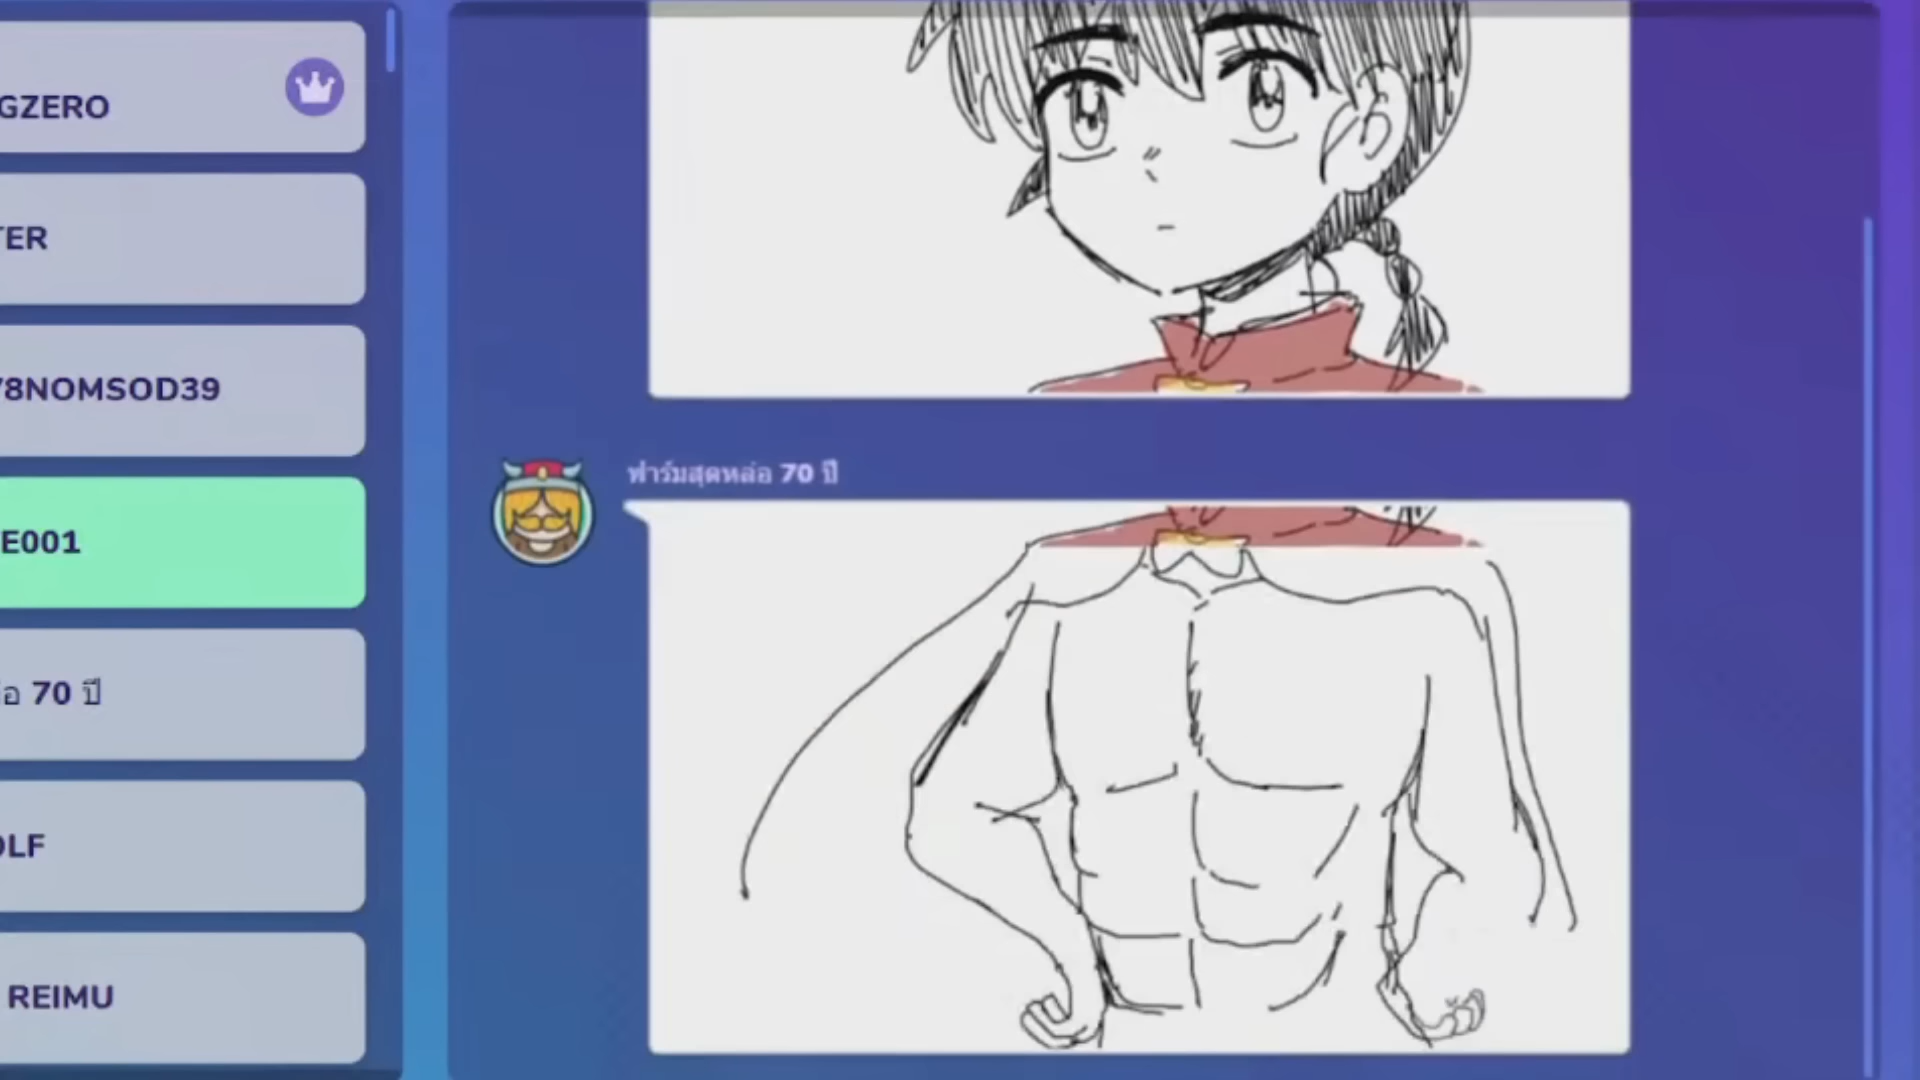 GZERO
TER
78NOMSOD39
E001
อ 70 ปี
OLF
REIMU
ฟาร์มสุดหล่อ 70 ปี